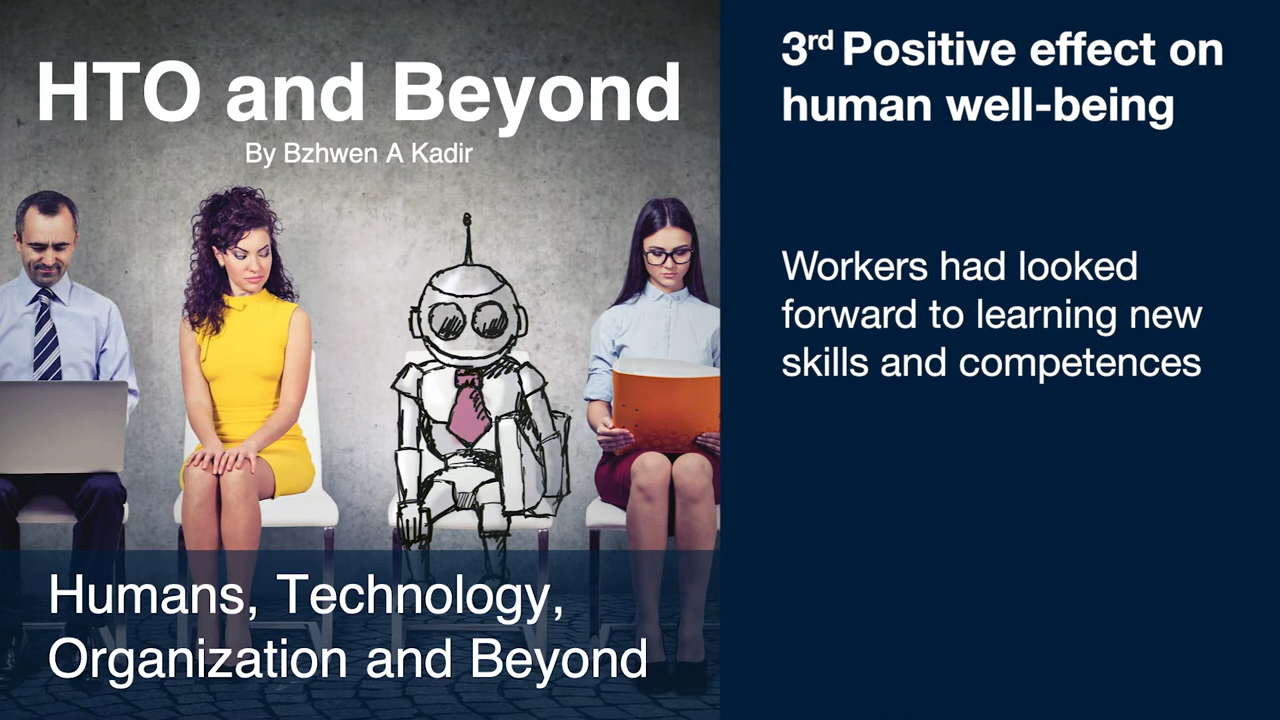 HTO and Beyond
By Bzhwen A Kadir
Humans, Technology,
Organization and Beyond
3rd Positive effect on
human well-being
Workers had looked
forward to learning new
skills and competences